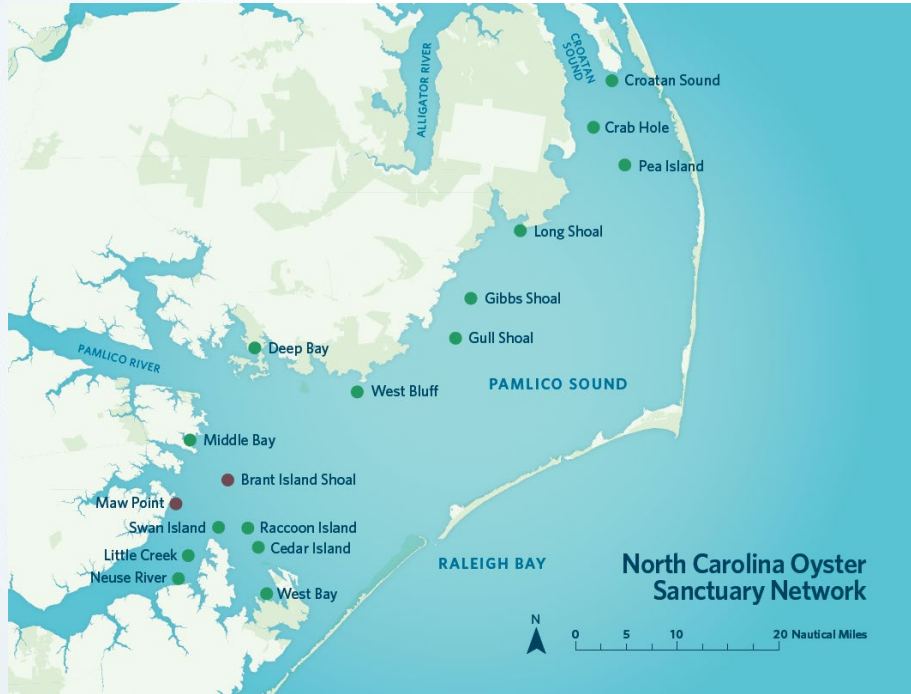 CROATAN
SOUND
ALLIGATOR RIVER
Croatan Sound
Crab Hole
Pea Island
Long Shoal
Gibbs Shoal
Gull Shoal
PAMLICO RIVER
Deep Bay
West Bluff
PAMLICO SOUND
Middle Bay
Brant Island Shoal
Maw Point
Swan Island
Raccoon Island
Little Creek
Cedar Island
Neuse River
West Bay
RALEIGH BAY
North Carolina Oyster
Sanctuary Network
N
0 5 10 20 Nautical Miles